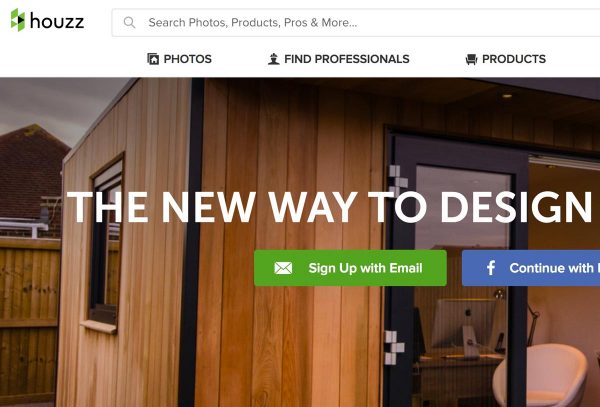 houzz
Search Photos, Products, Pros & More...
PHOTOS
FIND PROFESSIONALS
PRODUCTS
THE NEW WAY TO DESIGN
Sign Up with Email
Continue with